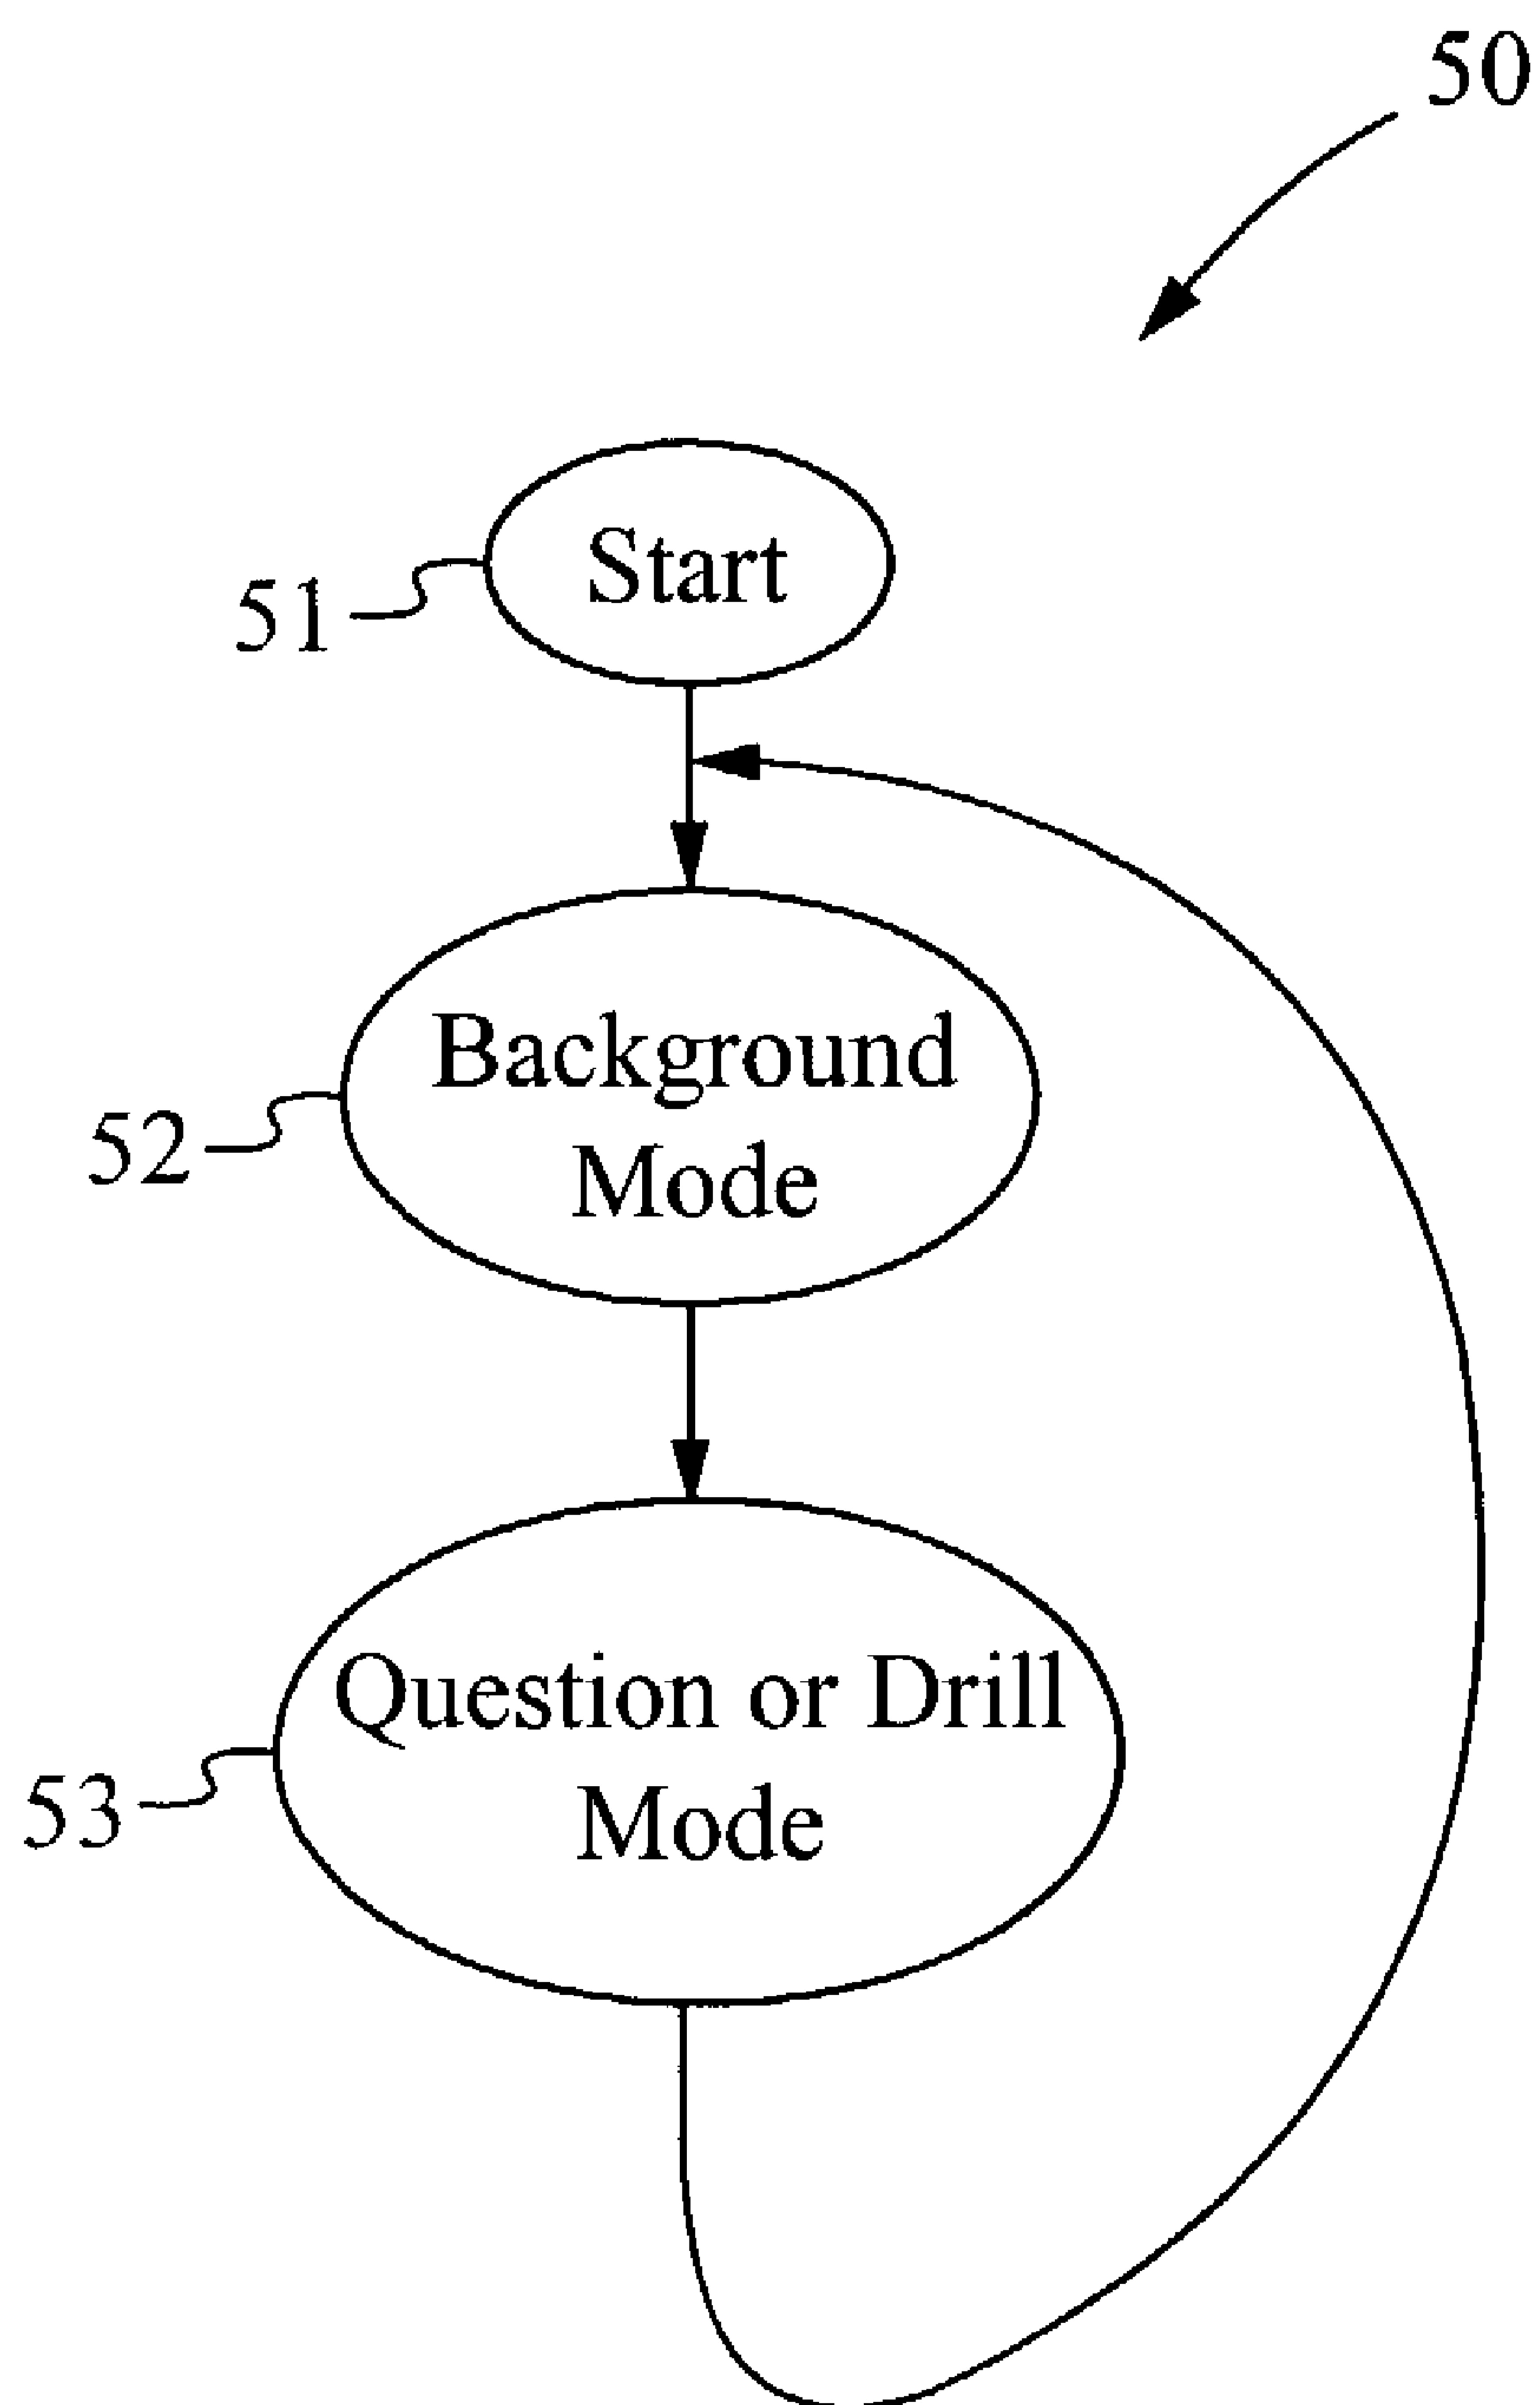 50
Start
51
Background
Mode
52
Question or Drill
Mode
53